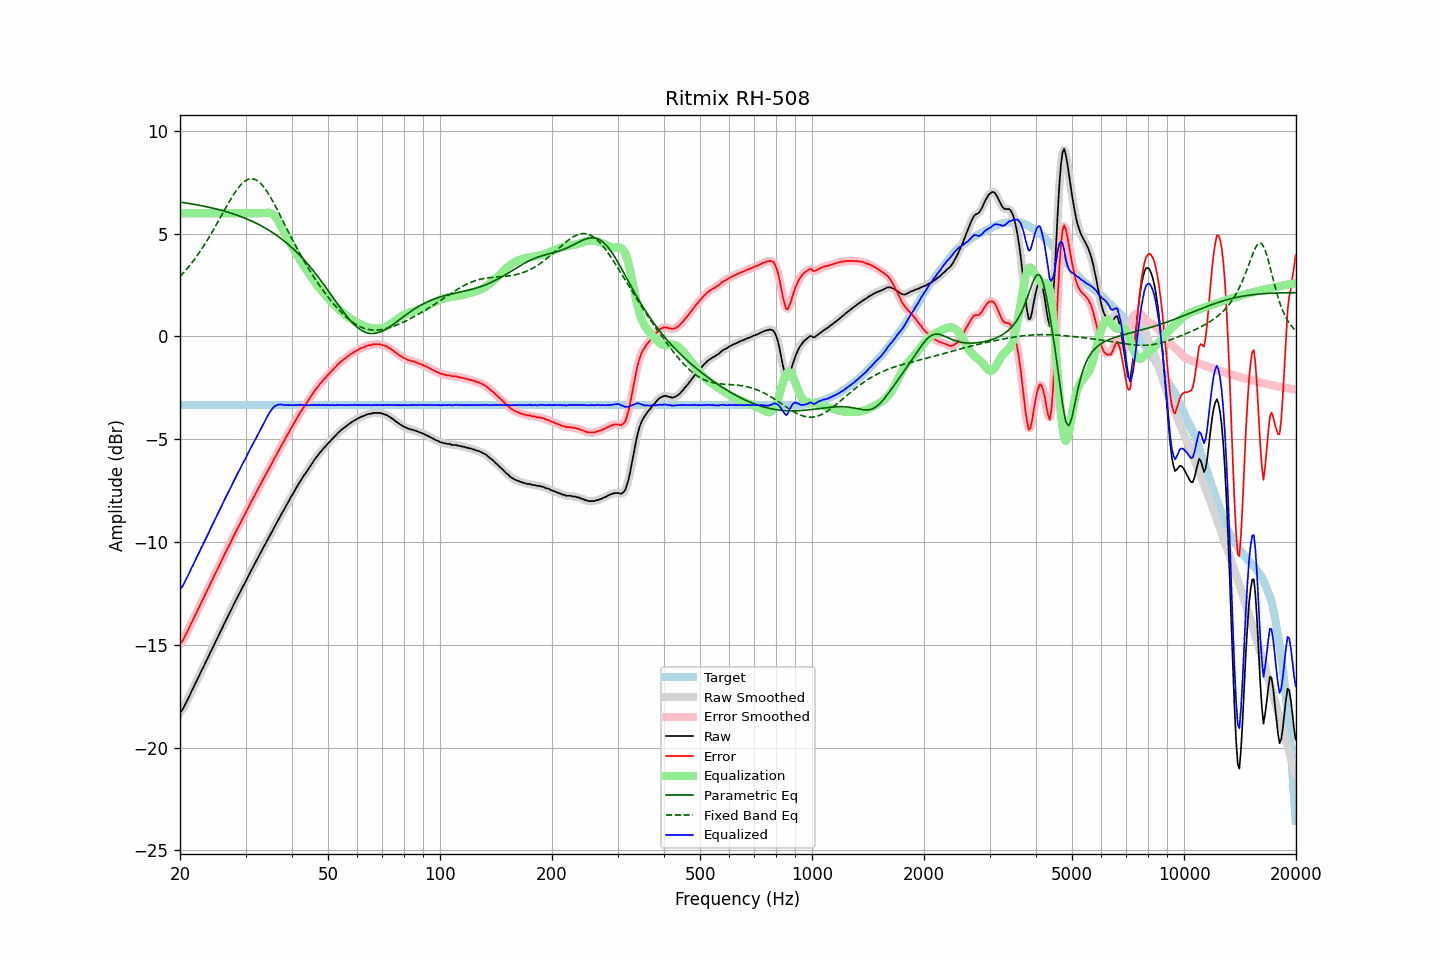 Ritmix RH-508
10
5
0
−5
−10
−15
−20
−25
Amplitude (dBr)
Target
Raw Smoothed
Error Smoothed
Raw
Error
Equalization
Parametric Eq
Fixed Band Eq
Equalized
20 50 100 200 500 1000 2000 5000 10000 20000
Frequency (Hz)